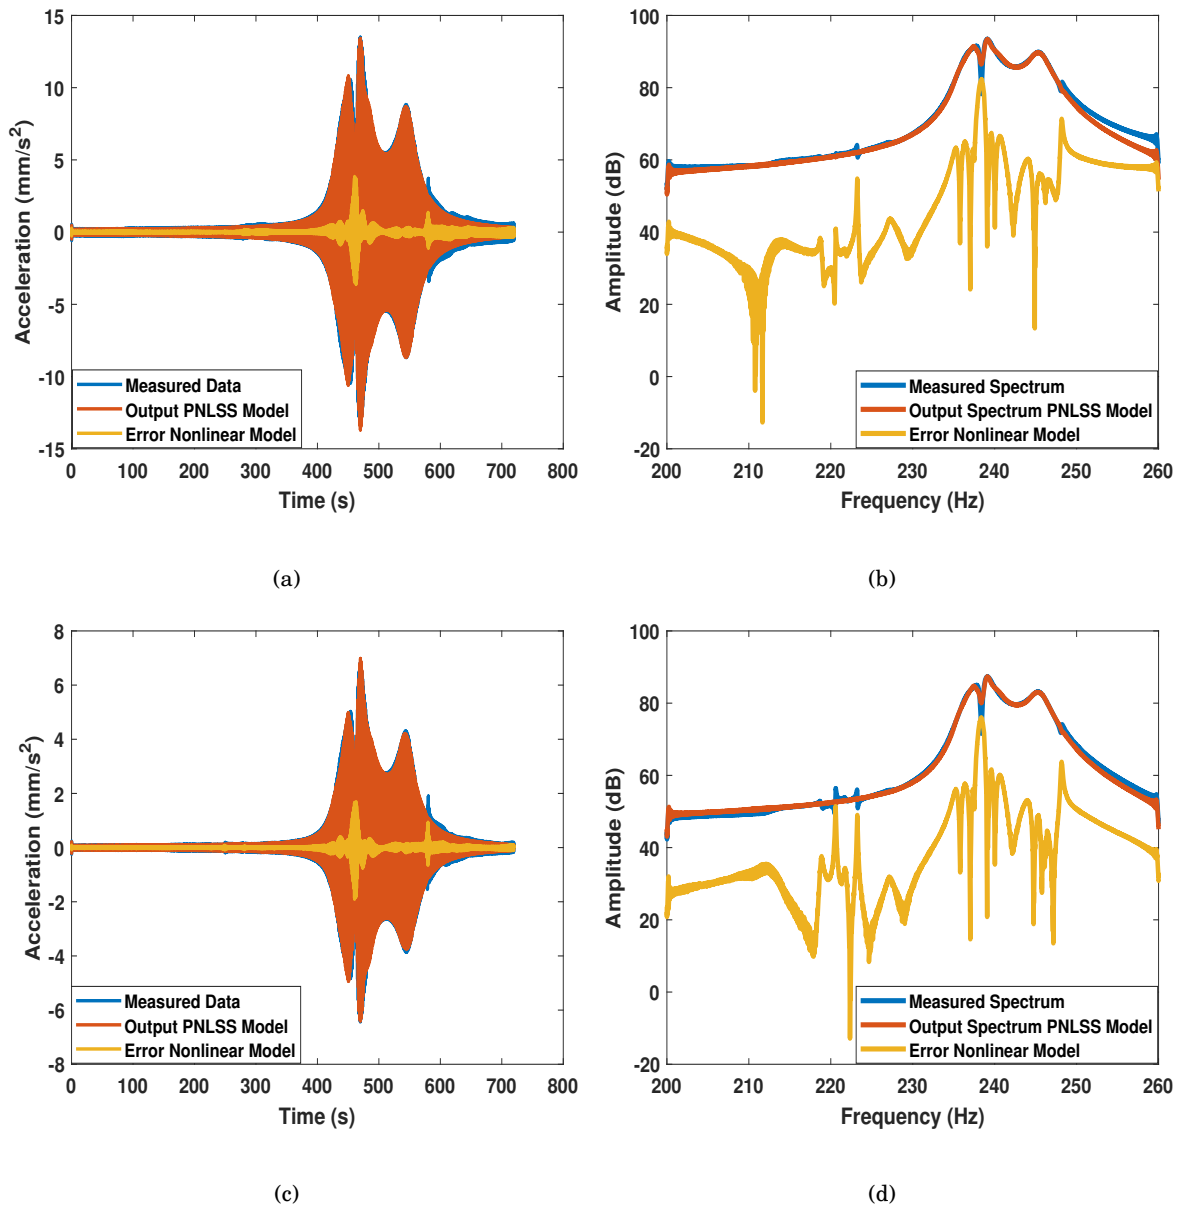 15
10
5
0
-5
-10
-15
Acceleration (mm/s²)
Measured Data
Output PNLSS Model
Error Nonlinear Model
0 100 200 300 400 500 600 700 800
Time (s)
(a)
100
80
60
40
20
0
-20
Amplitude (dB)
Measured Spectrum
Output Spectrum PNLSS Model
Error Nonlinear Model
200 210 220 230 240 250 260
Frequency (Hz)
(b)
8
6
4
2
0
-2
-4
-6
-8
Acceleration (mm/s²)
Measured Data
Output PNLSS Model
Error Nonlinear Model
0 100 200 300 400 500 600 700 800
Time (s)
(c)
100
80
60
40
20
0
-20
Amplitude (dB)
Measured Spectrum
Output Spectrum PNLSS Model
Error Nonlinear Model
200 210 220 230 240 250 260
Frequency (Hz)
(d)